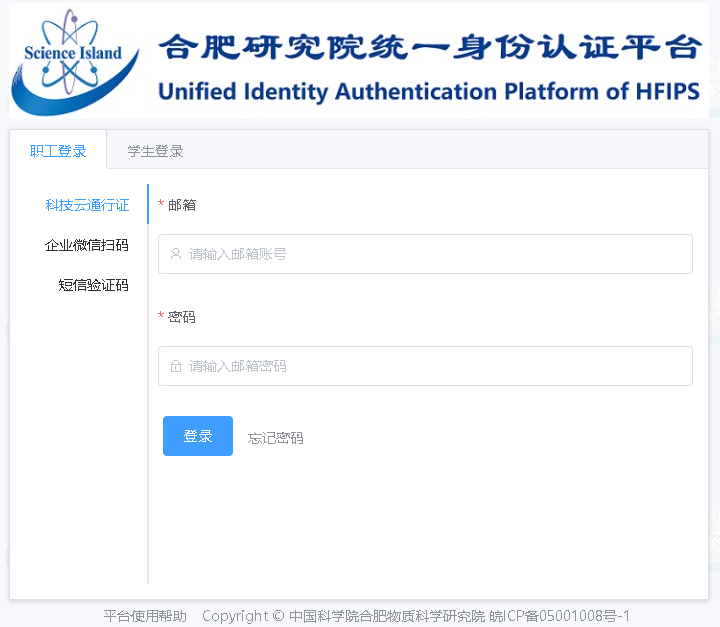 Science Island
合肥研究院统一身份认证平台
Unified Identity Authentication Platform of HFIPS
职工登录 学生登录
科技云通行证
企业微信扫码
短信验证码
* 邮箱
请输入邮箱账号
* 密码
请输入邮箱密码
登录 忘记密码
平台使用帮助 Copyright © 中国科学院合肥物质科学研究院 皖ICP备05001008号-1